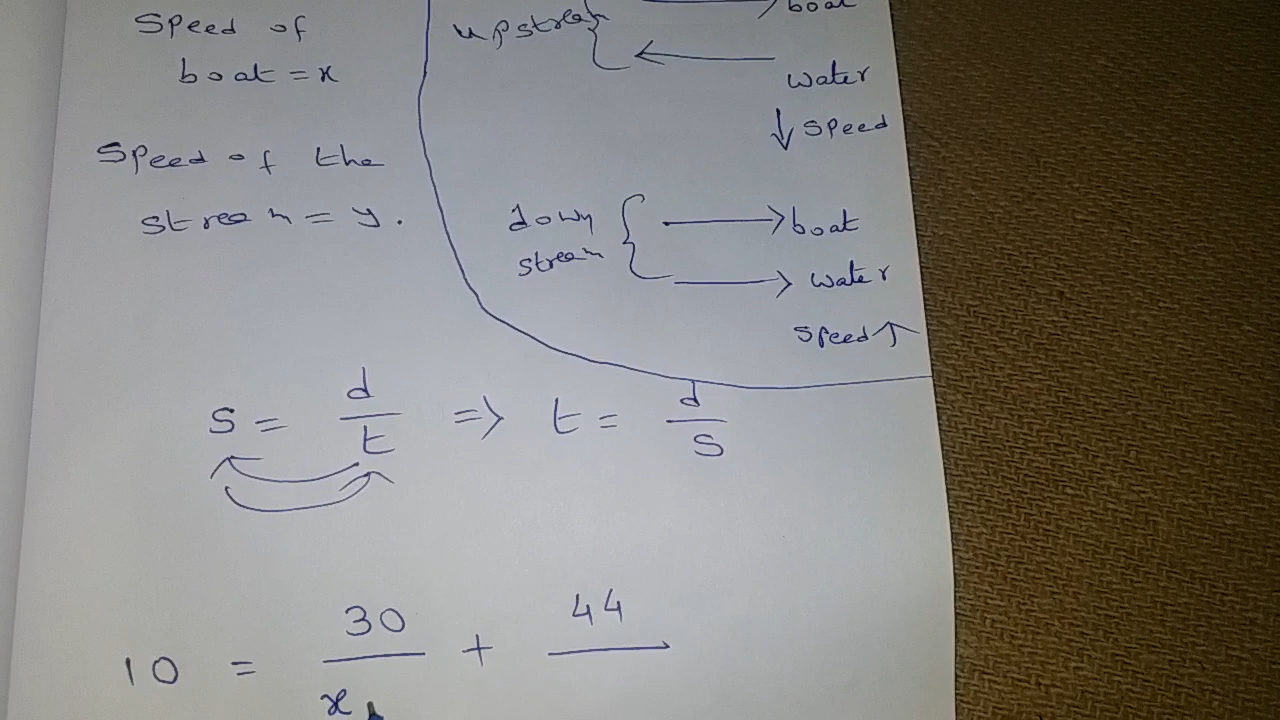 Speed of
boat = x
Speed of the
stream = y.
upstream
boat
water
↓ speed
down
stream
boat
water
speed ↑
S = d/t => t = d/S
10 = 30/x + 44/